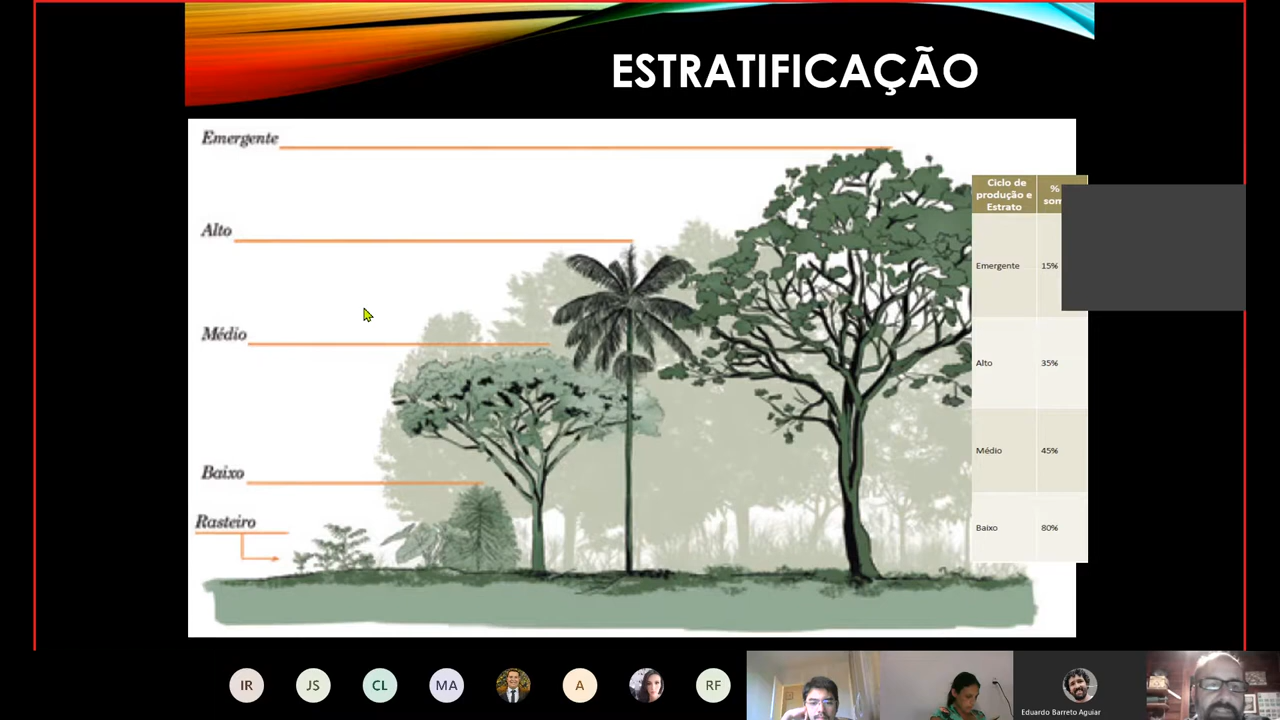 ESTRATIFICAÇÃO
Emergente
Alto
Médio
Baixo
Rasteiro
Ciclo de
produção e
Estrato
%
Emergente 15%
Alto 35%
Médio 45%
Baixo 80%
IR JS CL MA A RF
Eduardo Barreto Aguiar